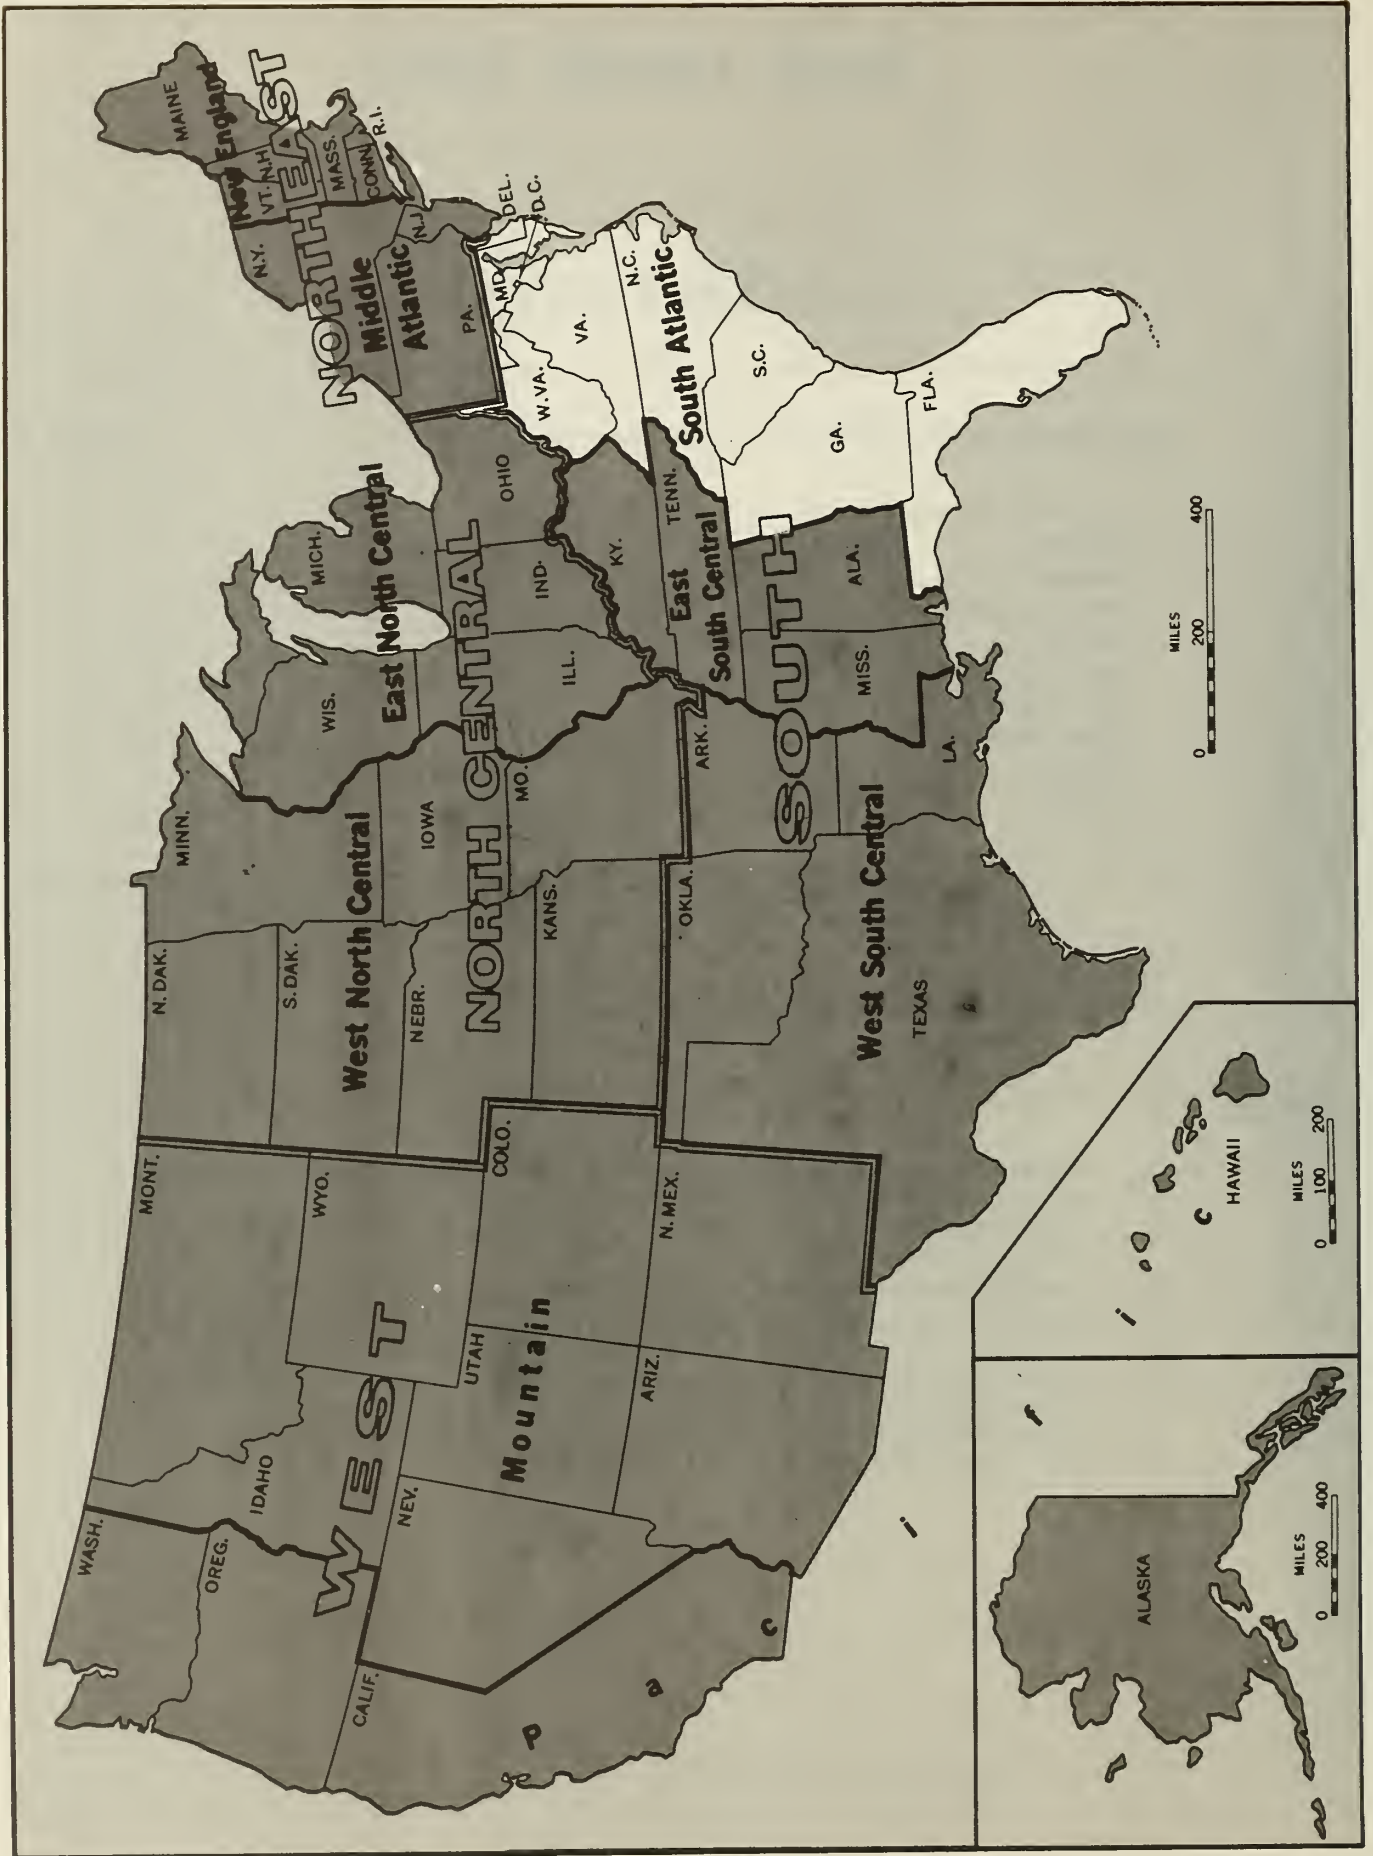 WASH.
MONT.
N. DAK.
MINN.
OREG.
IDAHO
WYO.
S. DAK.
WIS.
MICH.
N.Y.
VT.
N.H.
MAINE
New England
MASS.
R.I.
CONN.
NORTHEAST
Middle
Atlantic
N.J.
PA.
WEST
West North Central
East North Central
CALIF.
NEV.
UTAH
COLO.
NEBR.
IOWA
NORTH CENTRAL
ILL.
IND.
OHIO
MD.
DEL.
D.C.
W. VA.
VA.
Mountain
KANS.
MO.
KY.
ARIZ.
N. MEX.
OKLA.
ARK.
TENN.
East
South Central
N.C.
South Atlantic
S.C.
SOUTH
MISS.
ALA.
GA.
FLA.
West South Central
TEXAS
LA.
Pacific
ALASKA
HAWAII
MILES
0 200 400
MILES
0 100 200
MILES
0 200 400